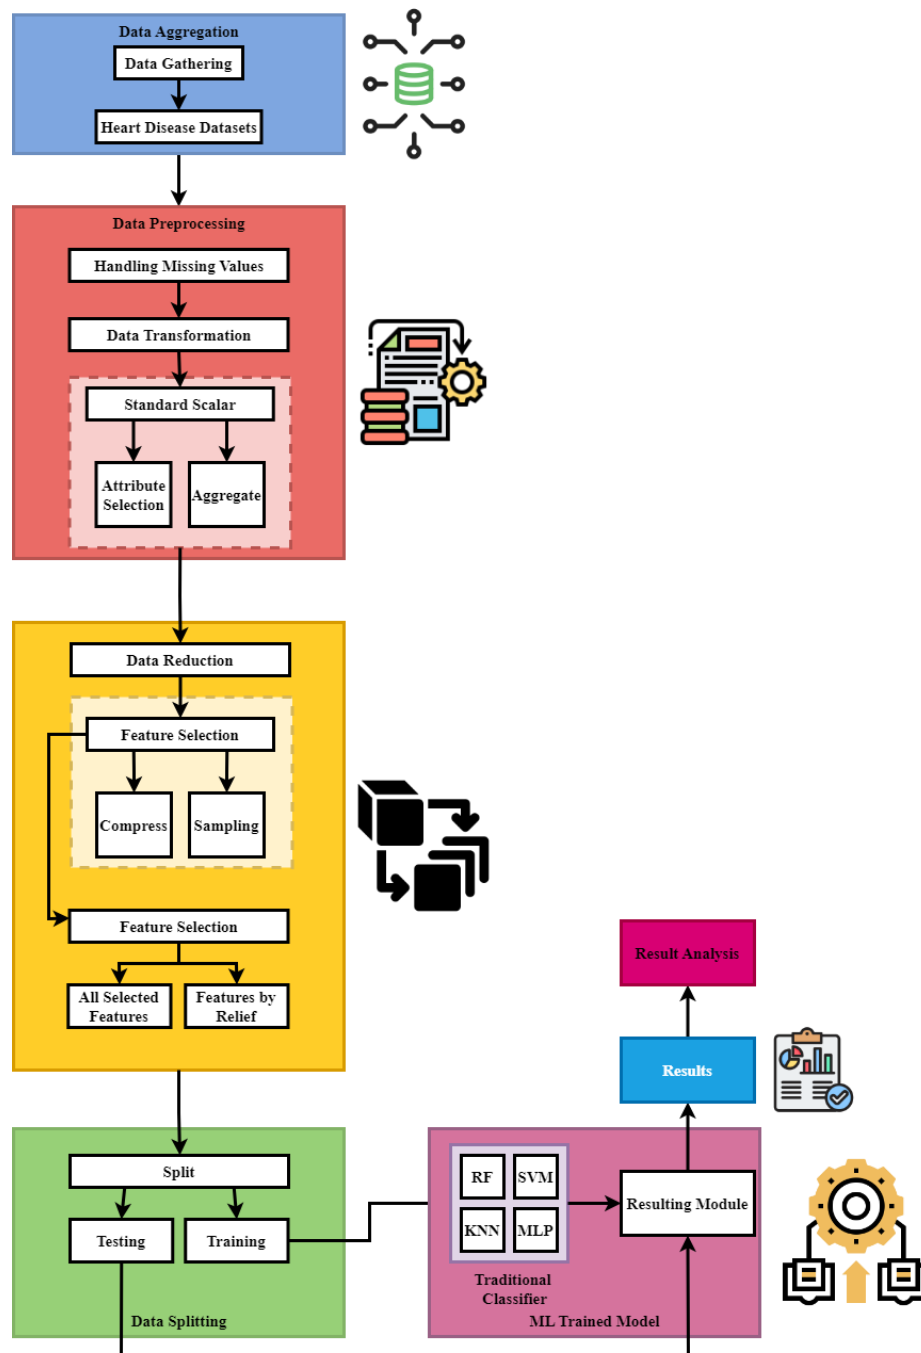 Data Aggregation
Data Gathering
Heart Disease Datasets
Data Preprocessing
Handling Missing Values
Data Transformation
Standard Scalar
Attribute
Selection
Aggregate
Data Reduction
Feature Selection
Compress
Sampling
Feature Selection
All Selected
Features
Features by
Relief
Split
Testing
Training
Data Splitting
RF
SVM
KNN
MLP
Traditional
Classifier
Resulting Module
ML Trained Model
Results
Result Analysis